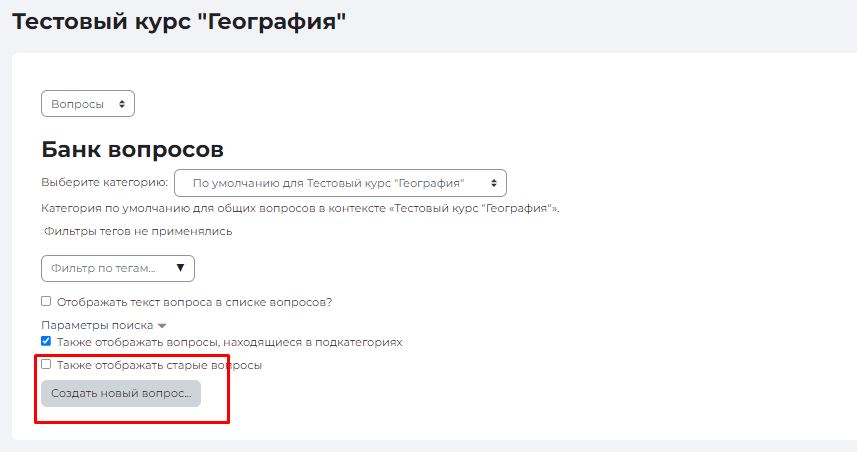 Тестовый курс "География"
Вопросы
Банк вопросов
Выберите категорию: По умолчанию для Тестовый курс "География"
Категория по умолчанию для общих вопросов в контексте «Тестовый курс "География"».
Фильтры тегов не применялись
Фильтр по тегам...
Отображать текст вопроса в списке вопросов?
Параметры поиска
Также отображать вопросы, находящиеся в подкатегориях
Также отображать старые вопросы
Создать новый вопрос...